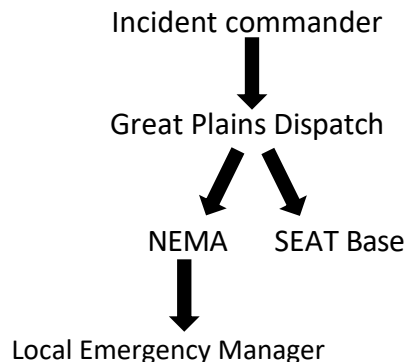 Incident commander
Great Plains Dispatch
NEMA SEAT Base
Local Emergency Manager